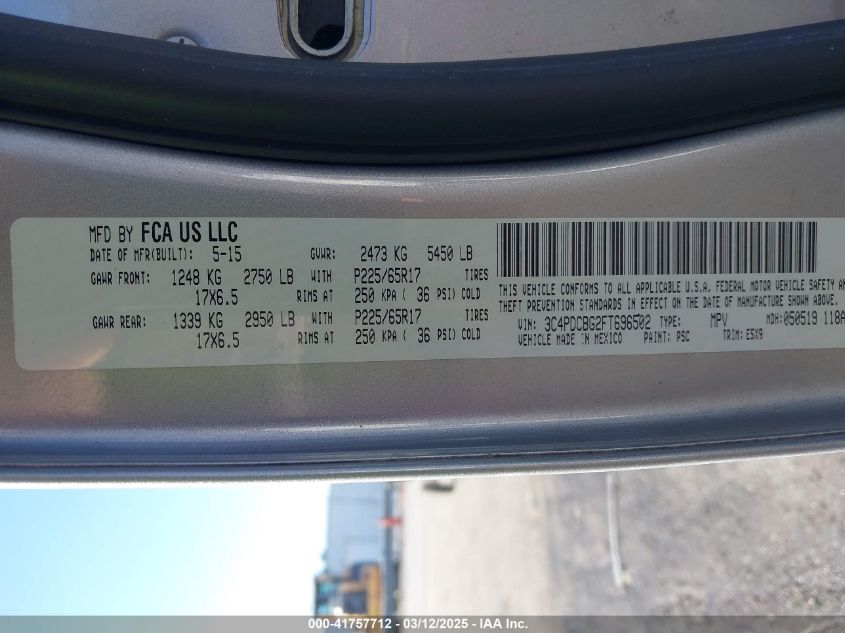 MFD BY FCA US LLC
DATE OF MFR(BUILT): 5-15 GVWR: 2473 KG 5450 LB
GAWR FRONT: 1248 KG 2750 LB WITH P225/65R17 TIRES
17X6.5 RIMS AT 250 KPA ( 36 PSI) COLD
GAWR REAR: 1339 KG 2950 LB WITH P225/65R17 TIRES
17X6.5 RIMS AT 250 KPA ( 36 PSI) COLD
THIS VEHICLE CONFORMS TO ALL APPLICABLE U.S.A. FEDERAL MOTOR VEHICLE SAFETY AN
THEFT PREVENTION STANDARDS IN EFFECT ON THE DATE OF MANUFACTURE SHOWN ABOVE.
VIN: 3C4PDCBG2FT696502 TYPE: MPV MDH: 050519 118A
VEHICLE MADE IN MEXICO PAINT: PSC TRIM: E5X9
000-41757712 - 03/12/2025 - IAA Inc.